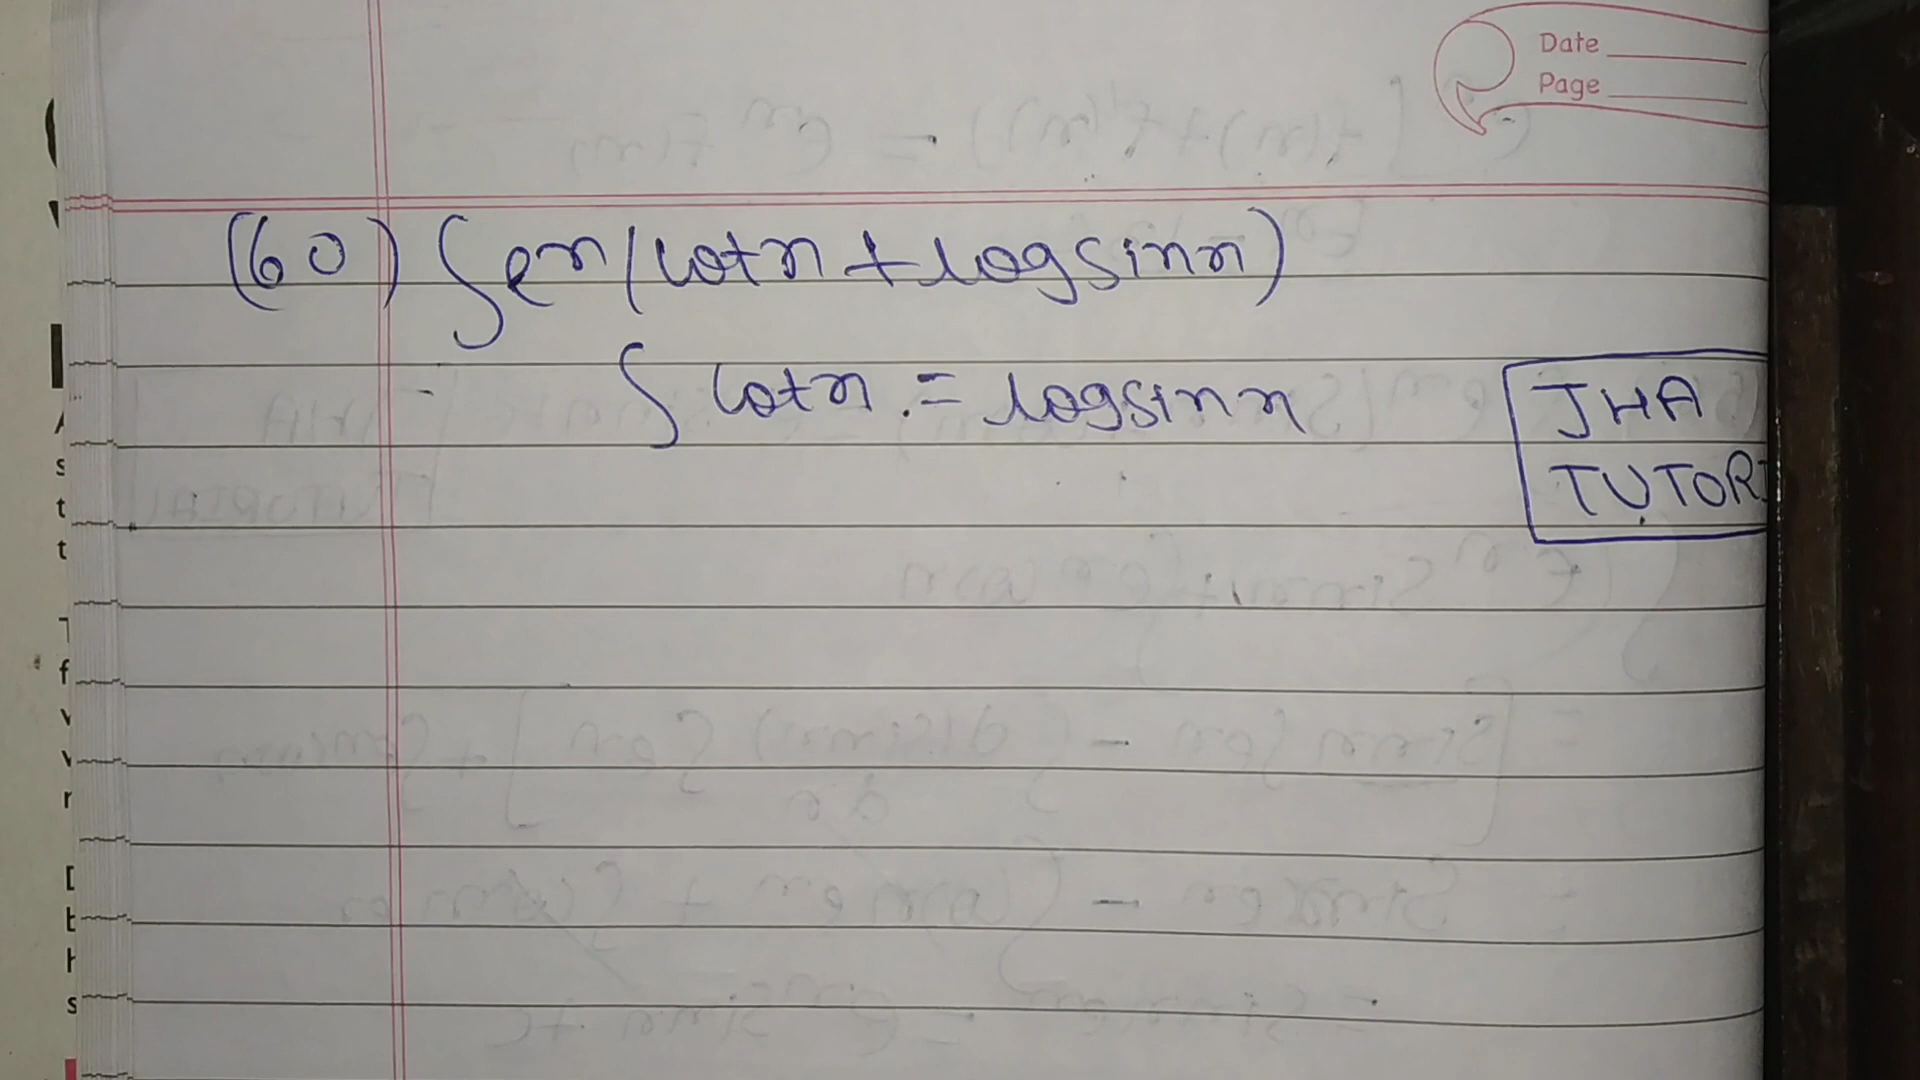 Date
Page
(60) ∫ex(cotx + logsinx)
∫ cotx = logsinx
JHA
TUTORI